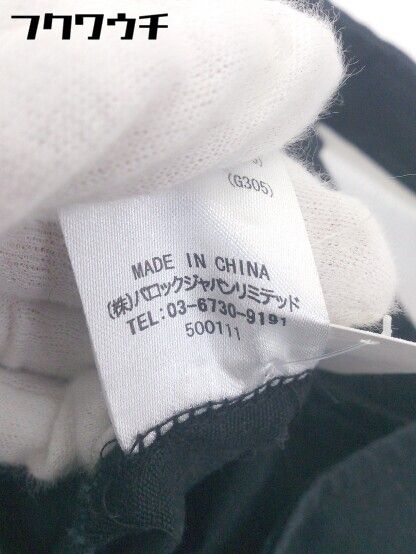 フクワウチ
(G305)
MADE IN CHINA
(株)バロックジャパンリミテッド
TEL:03-6730-9191
500111